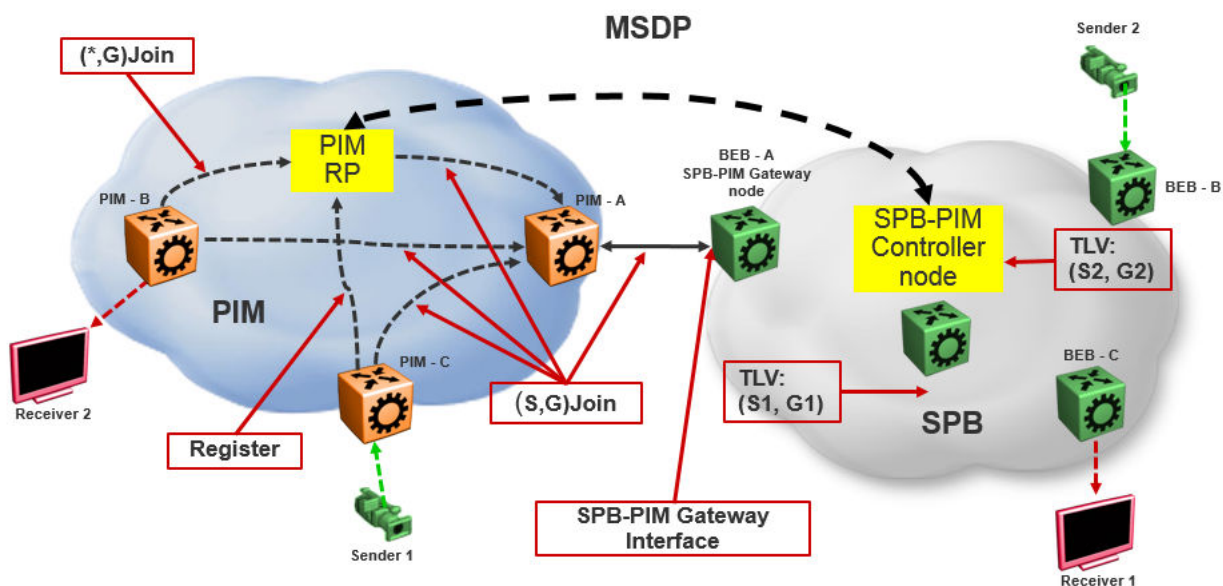 MSDP
Sender 2
(*,G)Join
PIM
RP
PIM - B
PIM - A
BEB - A
SPB-PIM Gateway
node
BEB - B
SPB-PIM
Controller
node
TLV:
(S2, G2)
PIM
PIM - C
Receiver 2
Register
(S,G)Join
TLV:
(S1, G1)
SPB
BEB - C
SPB-PIM Gateway
Interface
Sender 1
Receiver 1